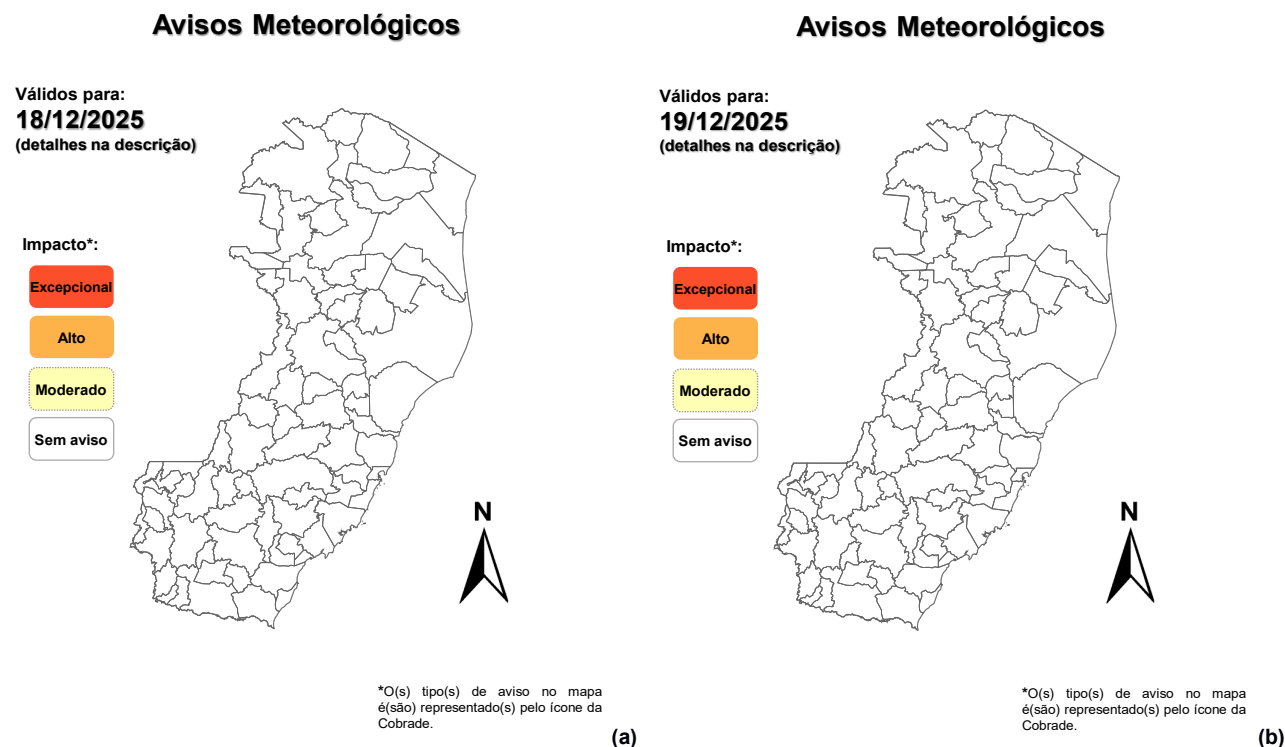 Avisos Meteorológicos
Válidos para:
18/12/2025
(detalhes na descrição)
Impacto*:
Excepcional
Alto
Moderado
Sem aviso
N
*O(s) tipo(s) de aviso no mapa
é(são) representado(s) pelo ícone da
Cobrade.
(a)
Avisos Meteorológicos
Válidos para:
19/12/2025
(detalhes na descrição)
Impacto*:
Excepcional
Alto
Moderado
Sem aviso
N
*O(s) tipo(s) de aviso no mapa
é(são) representado(s) pelo ícone da
Cobrade.
(b)